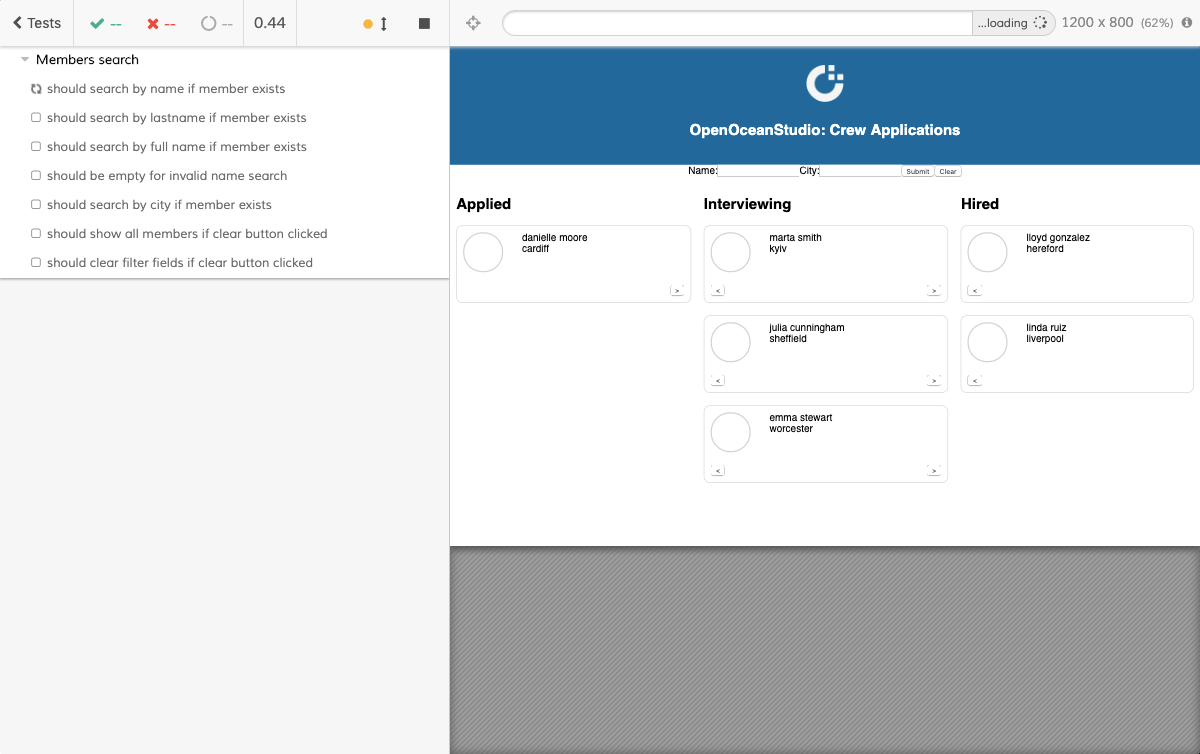 Tests -- -- -- 0.44 ...loading 1200 x 800 (62%)
Members search
should search by name if member exists
should search by lastname if member exists
should search by full name if member exists
should be empty for invalid name search
should search by city if member exists
should show all members if clear button clicked
should clear filter fields if clear button clicked
OpenOceanStudio: Crew Applications
Name: City: Submit Clear
Applied
danielle moore
cardiff
>
Interviewing
marta smith
kyiv
< >
julia cunningham
sheffield
< >
emma stewart
worcester
< >
Hired
lloyd gonzalez
hereford
<
linda ruiz
liverpool
<